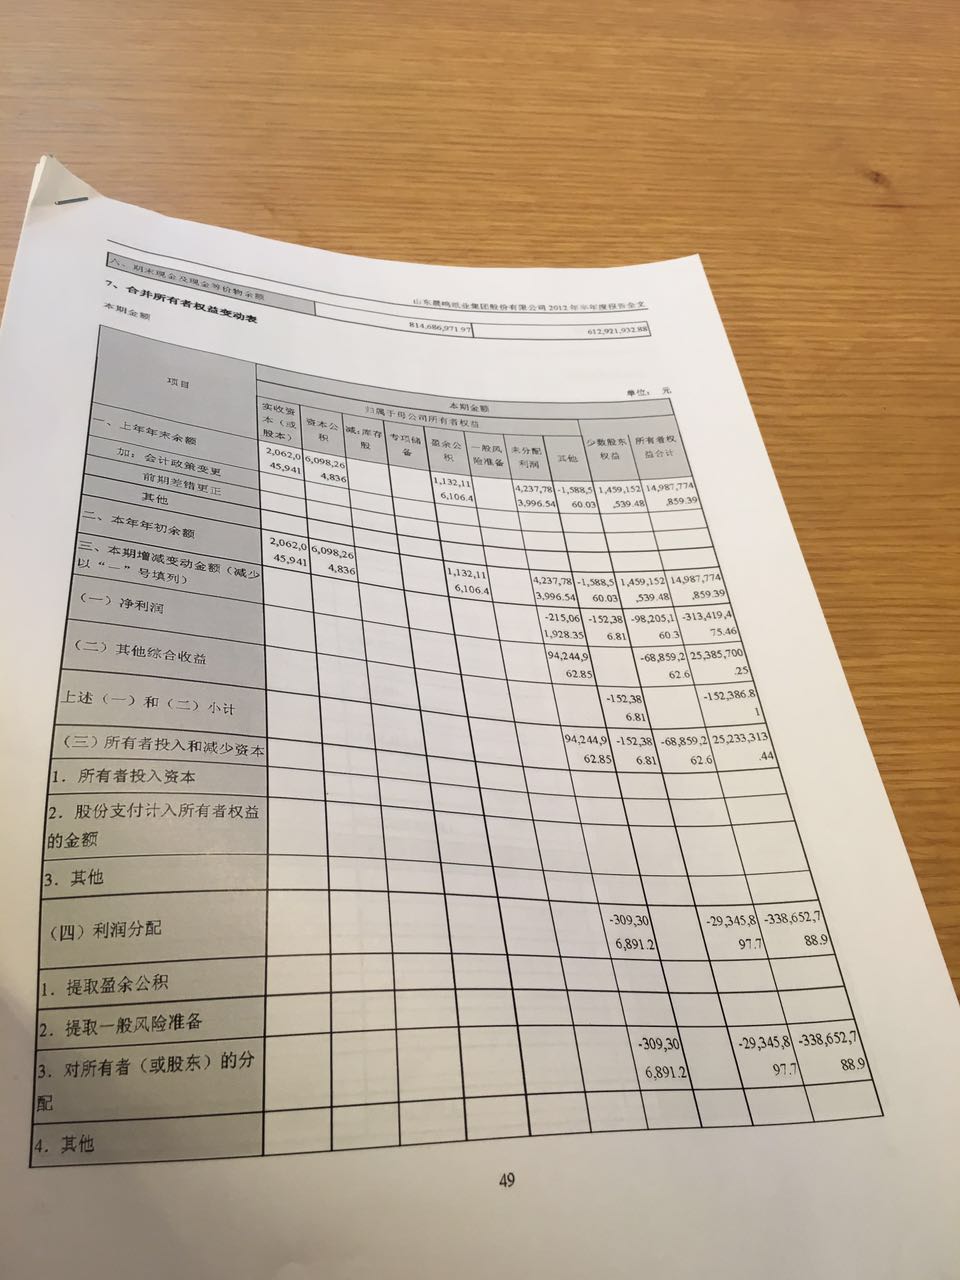 山东晨鸣纸业集团股份有限公司 2012 年半年度报告全文
六、期末现金及现金等价物余额 814,686,971.97 612,921,932.88
7、合并所有者权益变动表
本期金额
单位: 元
项目 本期金额
归属于母公司所有者权益 少数股东权益 所有者权益合计
实收资本（或股本） 资本公积 减:库存股 专项储备 盈余公积 一般风险准备 未分配利润 其他
一、上年年末余额 2,062,045,941 6,098,264,836 1,132,116,106.4 4,237,783,996.54 -1,588,560.03 1,459,152,539.48 14,987,774,859.39
加: 会计政策变更
前期差错更正
其他
二、本年年初余额 2,062,045,941 6,098,264,836 1,132,116,106.4 4,237,783,996.54 -1,588,560.03 1,459,152,539.48 14,987,774,859.39
三、本期增减变动金额（减少以“－”号填列） -215,061,928.35 -152,386.81 -98,205,160.3 -313,419,475.46
（一）净利润 94,244,962.85 -68,859,262.6 25,385,700.25
（二）其他综合收益 -152,386.81 -152,386.81
上述（一）和（二）小计 94,244,962.85 -152,386.81 -68,859,262.6 25,233,313.44
（三）所有者投入和减少资本
1. 所有者投入资本
2. 股份支付计入所有者权益的金额
3. 其他
（四）利润分配 -309,306,891.2 -29,345,897.7 -338,652,788.9
1. 提取盈余公积
2. 提取一般风险准备
3. 对所有者（或股东）的分配 -309,306,891.2 -29,345,897.7 -338,652,788.9
4. 其他
49